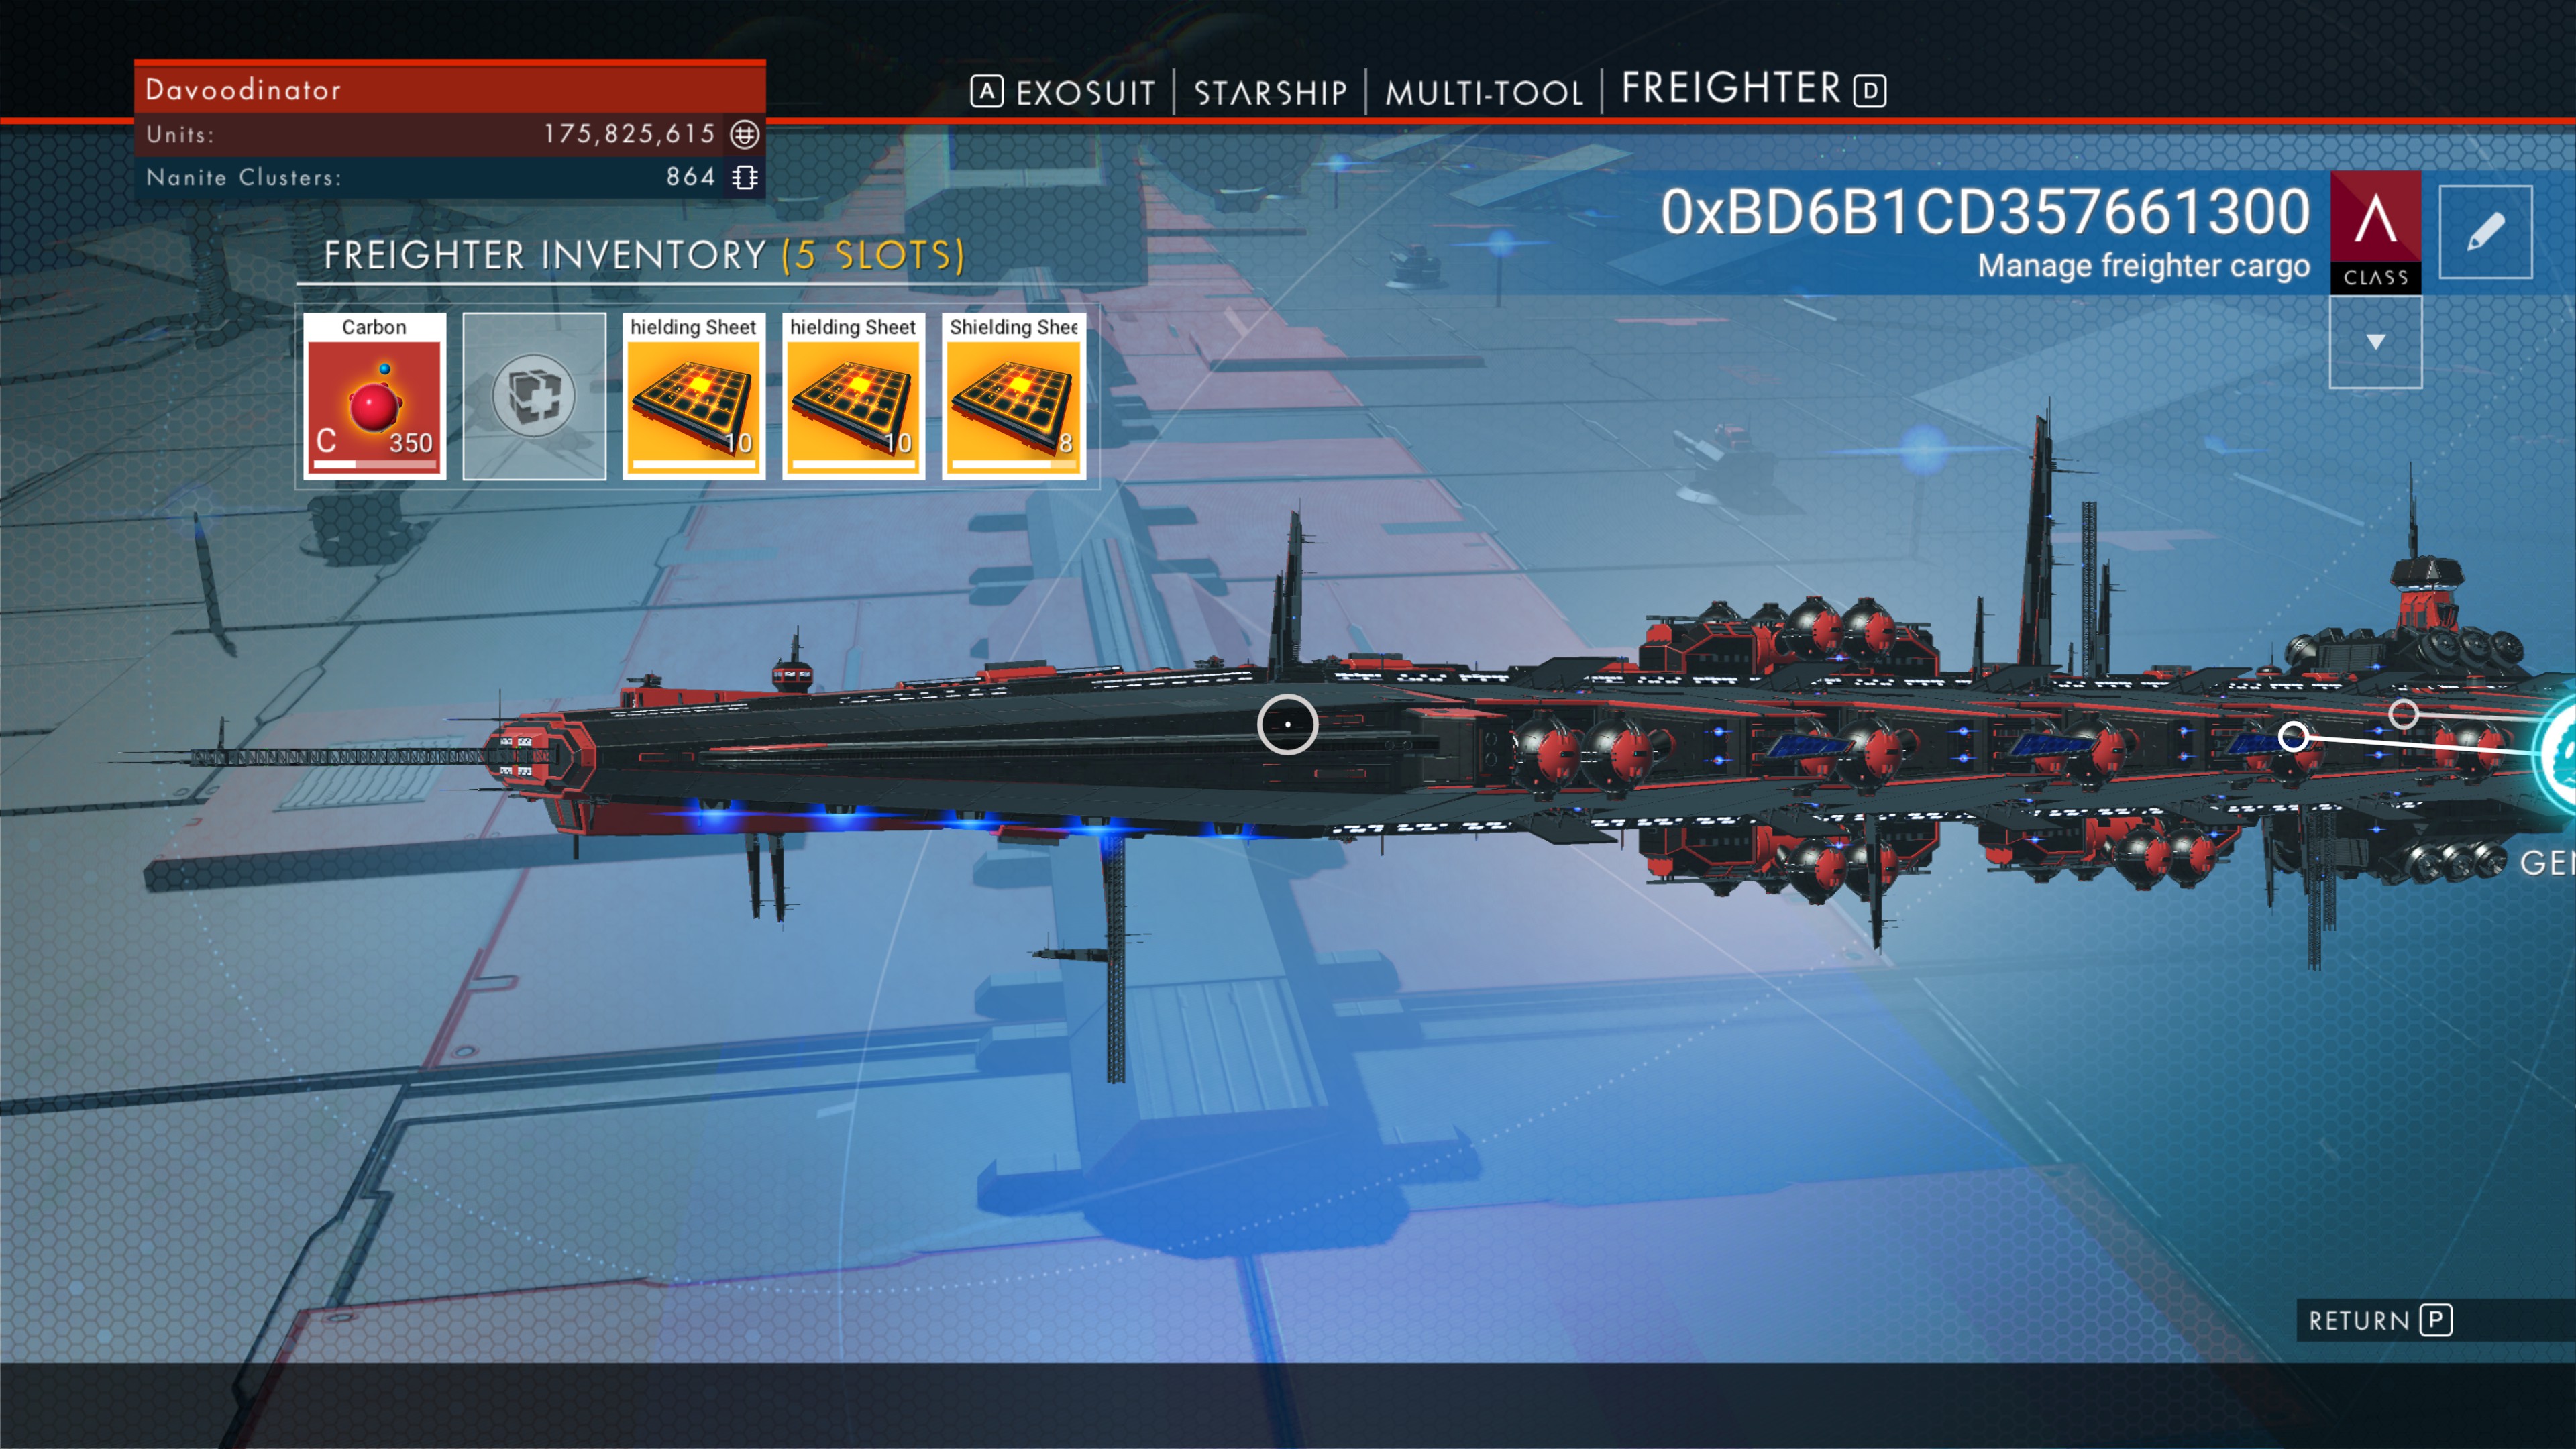 Davoodinator
Units: 175,825,615
Nanite Clusters: 864
A EXOSUIT STARSHIP MULTI-TOOL FREIGHTER D
0xBD6B1CD357661300
Manage freighter cargo
CLASS
FREIGHTER INVENTORY (5 SLOTS)
Carbon
hielding Sheet
hielding Sheet
Shielding Shee
C 350
10
10
8
GEN
RETURN P